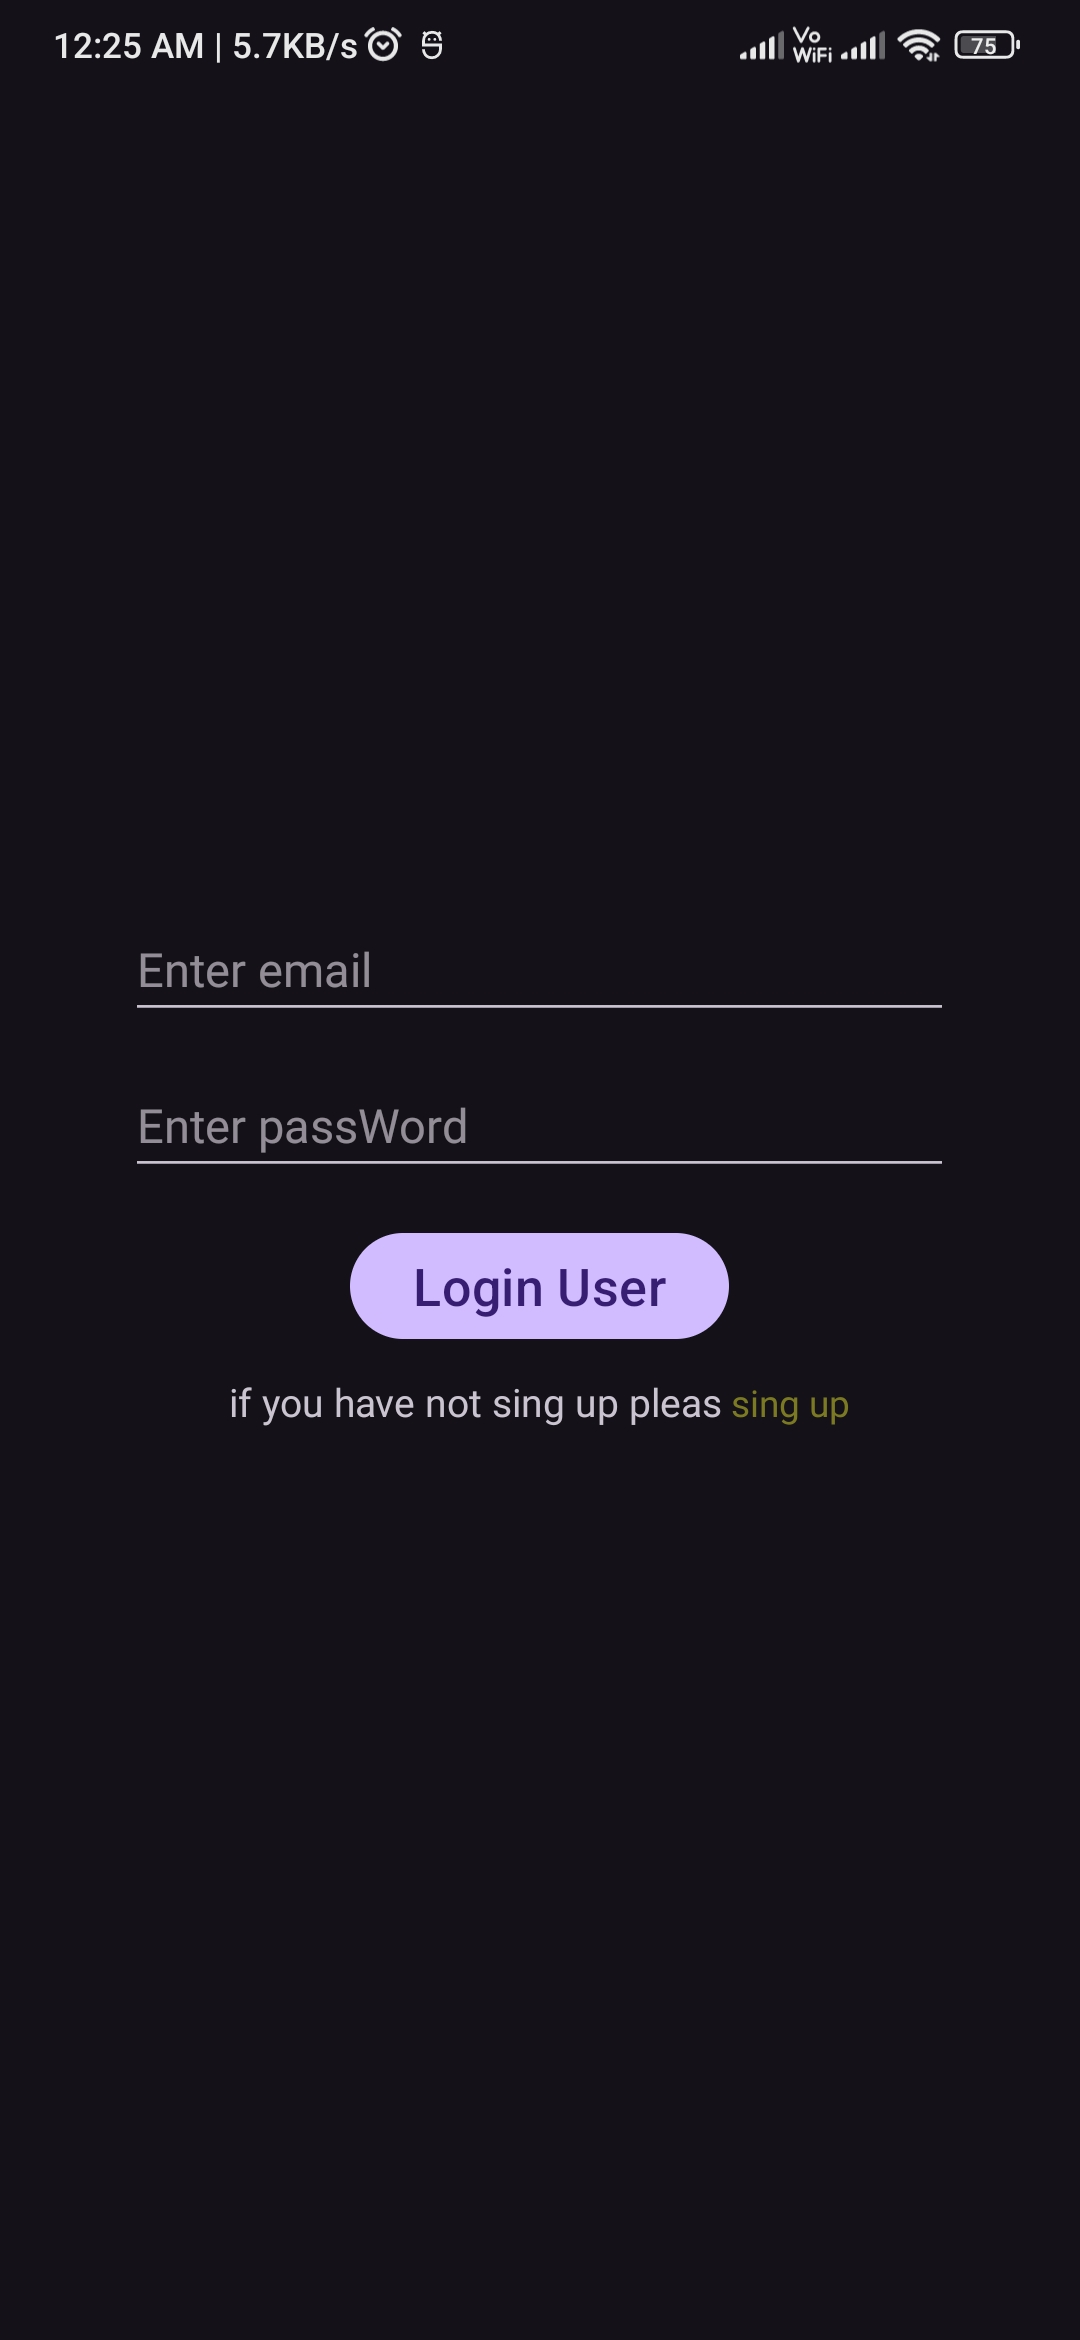 12:25 AM | 5.7KB/s Vo WiFi 75
Enter email
Enter passWord
Login User
if you have not sing up pleas sing up